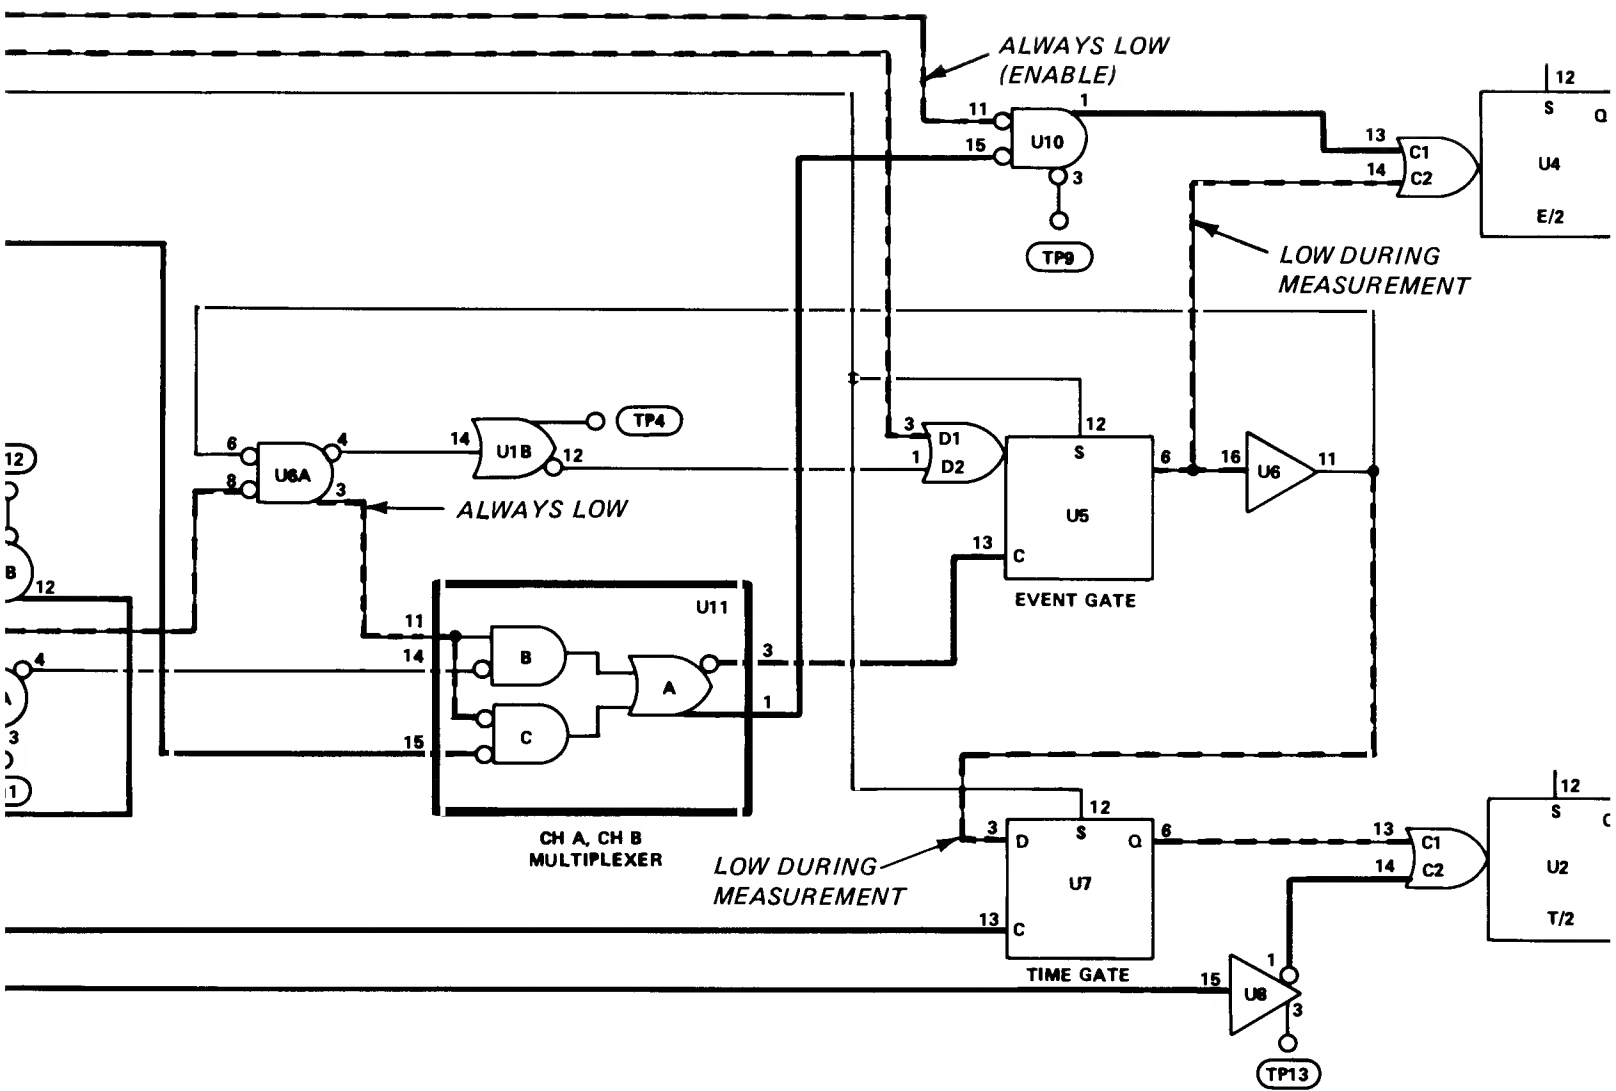 ALWAYS LOW
(ENABLE)
12
S
Q
11
1
15
U10
3
TP9
13
C1
14
C2
U4
E/2
LOW DURING
MEASUREMENT
6
4
14
U1B
TP4
12
3
D1
1
D2
12
S
6
16
U6
11
12
8
U6A
3
ALWAYS LOW
U5
13
C
EVENT GATE
B
12
U11
11
14
B
3
4
A
A
1
15
C
3
11
CH A, CH B
MULTIPLEXER
LOW DURING
MEASUREMENT
3
D
12
S
Q
6
U7
13
C
TIME GATE
13
C1
14
C2
12
S
U2
T/2
15
U8
1
3
TP13